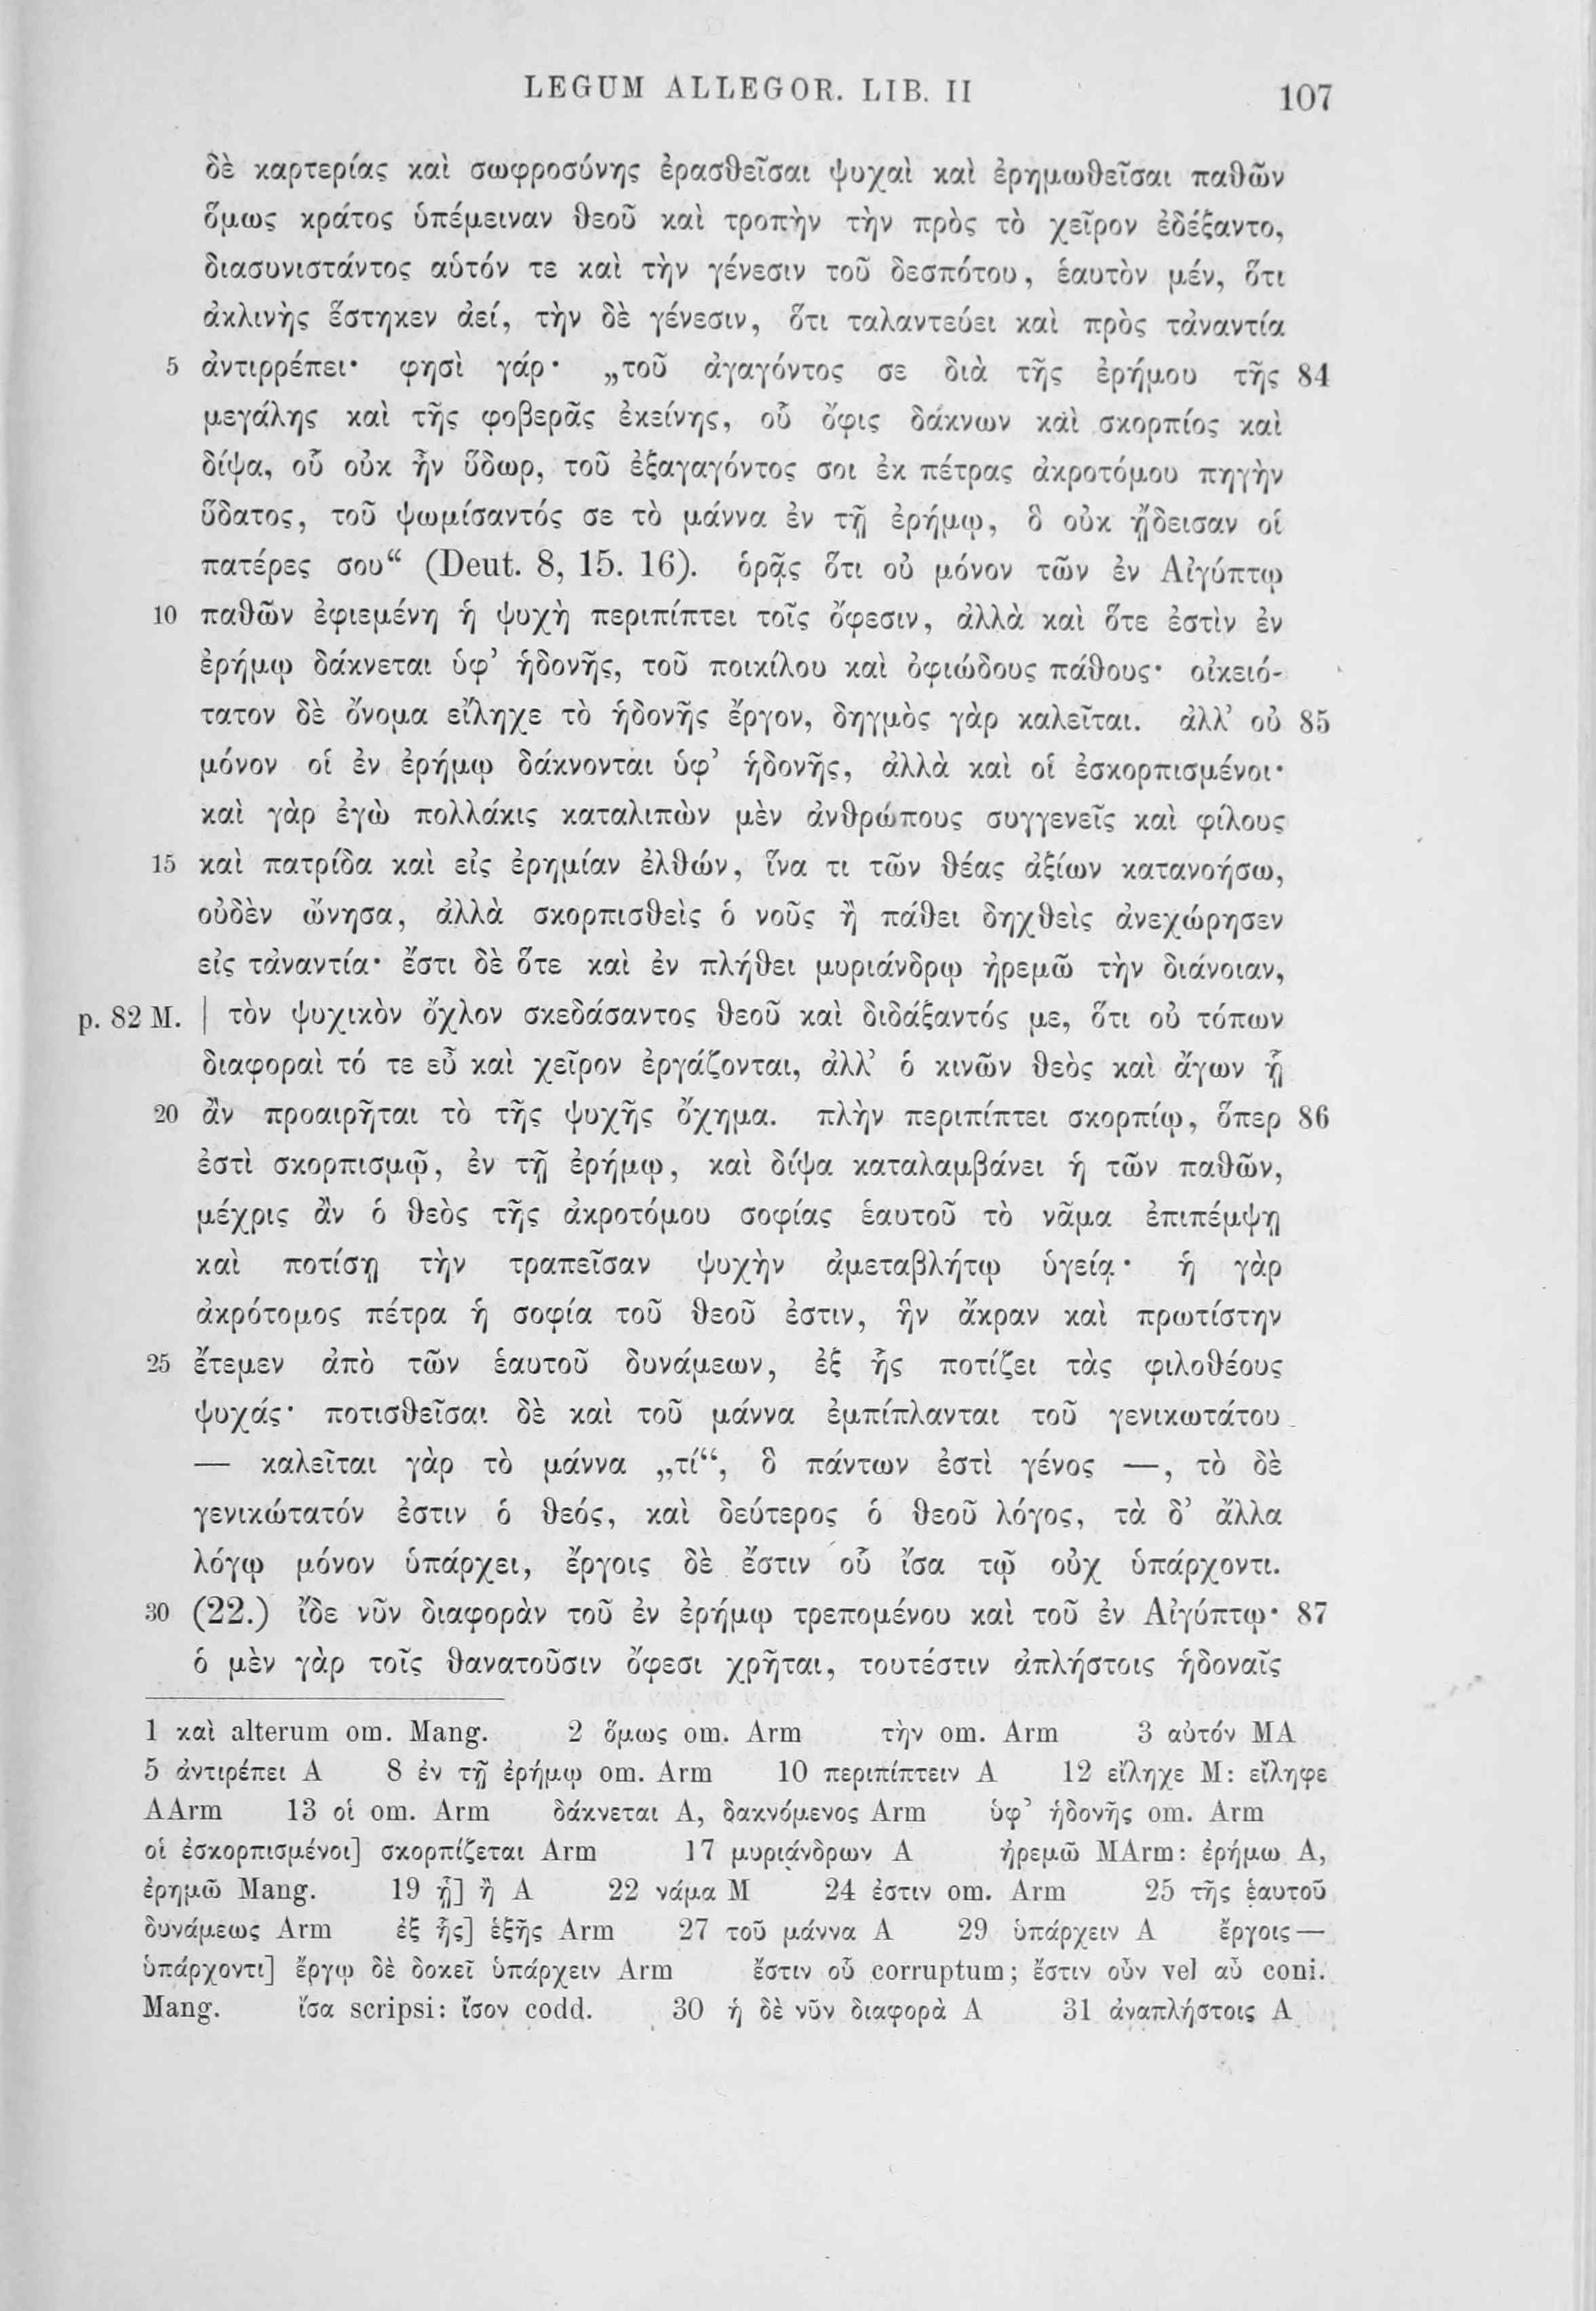 LEGUM ALLEGOR. LIB. II 107
δὲ καρτερίας καὶ σωφροσύνης ἐρασθεῖσαι ψυχαὶ καὶ ἐρημωθεῖσαι παθῶν
ὅμως κράτος ὑπέμειναν θεοῦ καὶ τροπὴν τὴν πρὸς τὸ χεῖρον ἐδέξαντο,
διασυνιστάντος αὑτόν τε καὶ τὴν γένεσιν τοῦ δεσπότου, ἑαυτὸν μέν, ὅτι
ἀκλινὴς ἕστηκεν ἀεί, τὴν δὲ γένεσιν, ὅτι ταλαντεύει καὶ πρὸς τἀναντία
5 ἀντιρρέπει· φησὶ γάρ· „τοῦ ἀγαγόντος σε διὰ τῆς ἐρήμου τῆς 84
μεγάλης καὶ τῆς φοβερᾶς ἐκείνης, οὗ ὄφις δάκνων καὶ σκορπίος καὶ
δίψα, οὗ οὐκ ἦν ὕδωρ, τοῦ ἐξαγαγόντος σοι ἐκ πέτρας ἀκροτόμου πηγὴν
ὕδατος, τοῦ ψωμίσαντός σε τὸ μάννα ἐν τῇ ἐρήμῳ, ὃ οὐκ ᾔδεισαν οἱ
πατέρες σου“ (Deut. 8, 15. 16). ὁρᾷς ὅτι οὐ μόνον τῶν ἐν Αἰγύπτῳ
10 παθῶν ἐφιεμένη ἡ ψυχὴ περιπίπτει τοῖς ὄφεσιν, ἀλλὰ καὶ ὅτε ἐστὶν ἐν
ἐρήμῳ δάκνεται ὑφ’ ἡδονῆς, τοῦ ποικίλου καὶ ὀφιώδους πάθους· οἰκειό-
τατον δὲ ὄνομα εἴληχε τὸ ἡδονῆς ἔργον, δηγμὸς γὰρ καλεῖται. ἀλλ’ οὐ 85
μόνον οἱ ἐν ἐρήμῳ δάκνονται ὑφ’ ἡδονῆς, ἀλλὰ καὶ οἱ ἐσκορπισμένοι·
καὶ γὰρ ἐγὼ πολλάκις καταλιπὼν μὲν ἀνθρώπους συγγενεῖς καὶ φίλους
15 καὶ πατρίδα καὶ εἰς ἐρημίαν ἐλθών, ἵνα τι τῶν θέας ἀξίων κατανοήσω,
οὐδὲν ὤνησα, ἀλλὰ σκορπισθεὶς ὁ νοῦς ἢ πάθει δηχθεὶς ἀνεχώρησεν
εἰς τἀναντία· ἔστι δὲ ὅτε καὶ ἐν πλήθει μυριάνδρῳ ἠρεμῶ τὴν διάνοιαν,
p. 82 M. | τὸν ψυχικὸν ὄχλον σκεδάσαντος θεοῦ καὶ διδάξαντός με, ὅτι οὐ τόπων
διαφοραὶ τό τε εὖ καὶ χεῖρον ἐργάζονται, ἀλλ’ ὁ κινῶν θεὸς καὶ ἄγων ᾗ
20 ἂν προαιρῆται τὸ τῆς ψυχῆς ὄχημα. πλὴν περιπίπτει σκορπίῳ, ὅπερ 86
ἐστὶ σκορπισμῷ, ἐν τῇ ἐρήμῳ, καὶ δίψα καταλαμβάνει ἡ τῶν παθῶν,
μέχρις ἂν ὁ θεὸς τῆς ἀκροτόμου σοφίας ἑαυτοῦ τὸ νᾶμα ἐπιπέμψῃ
καὶ ποτίσῃ τὴν τραπεῖσαν ψυχὴν ἀμεταβλήτῳ ὑγείᾳ· ἡ γὰρ
ἀκρότομος πέτρα ἡ σοφία τοῦ θεοῦ ἐστιν, ἣν ἄκραν καὶ πρωτίστην
25 ἔτεμεν ἀπὸ τῶν ἑαυτοῦ δυνάμεων, ἐξ ἧς ποτίζει τὰς φιλοθέους
ψυχάς· ποτισθεῖσαι δὲ καὶ τοῦ μάννα ἐμπίπλανται τοῦ γενικωτάτου
— καλεῖται γὰρ τὸ μάννα „τί“, ὃ πάντων ἐστὶ γένος —, τὸ δὲ
γενικώτατόν ἐστιν ὁ θεός, καὶ δεύτερος ὁ θεοῦ λόγος, τὰ δ’ ἄλλα
λόγῳ μόνον ὑπάρχει, ἔργοις δὲ ἔστιν οὗ ἴσα τῷ οὐχ ὑπάρχοντι.
30 (22.) ἴδε νῦν διαφορὰν τοῦ ἐν ἐρήμῳ τρεπομένου καὶ τοῦ ἐν Αἰγύπτῳ· 87
ὁ μὲν γὰρ τοῖς θανατοῦσιν ὄφεσι χρῆται, τουτέστιν ἀπλήστοις ἡδοναῖς
1 καὶ alterum om. Mang. 2 ὅμως om. Arm τὴν om. Arm 3 αὐτόν MA
5 ἀντιρέπει A 8 ἐν τῇ ἐρήμῳ om. Arm 10 περιπίπτειν A 12 εἴληχε M: εἴληφε
AArm 13 οἱ om. Arm δάκνεται A, δακνόμενος Arm ὑφ’ ἡδονῆς om. Arm
οἱ ἐσκορπισμένοι] σκορπίζεται Arm 17 μυριάνδρων A ἠρεμῶ MArm: ἐρήμω A,
ἐρημῶ Mang. 19 ᾗ] ἢ A 22 νάμα M 24 ἐστιν om. Arm 25 τῆς ἑαυτοῦ
δυνάμεως Arm ἐξ ἧς] ἑξῆς Arm 27 τοῦ μάννα A 29 ὑπάρχειν A ἔργοις —
ὑπάρχοντι] ἔργῳ δὲ δοκεῖ ὑπάρχειν Arm ἔστιν οὗ corruptum; ἔστιν οὖν vel αὖ coni.
Mang. ἴσα scripsi: ἴσον codd. 30 ἡ δὲ νῦν διαφορὰ A 31 ἀναπλήστοις A